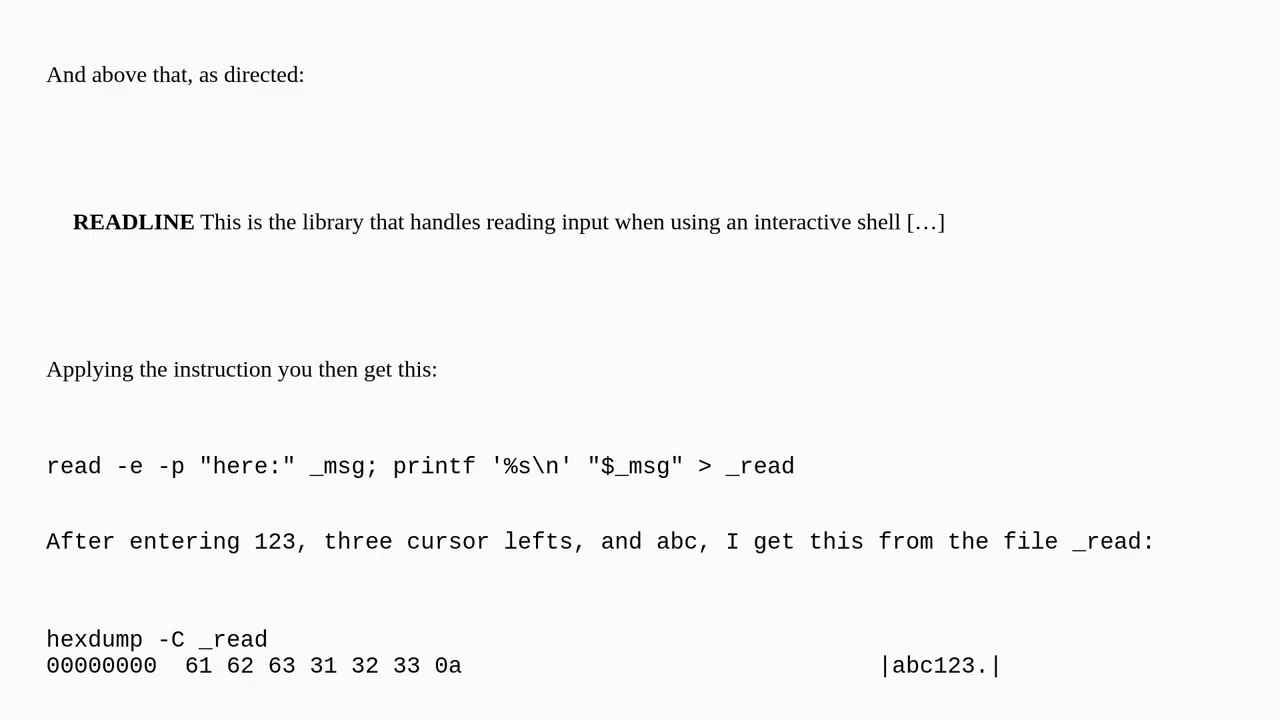 And above that, as directed:
READLINE This is the library that handles reading input when using an interactive shell […]
Applying the instruction you then get this:
read -e -p "here:" _msg; printf '%s\n' "$_msg" > _read
After entering 123, three cursor lefts, and abc, I get this from the file _read:
hexdump -C _read
00000000  61 62 63 31 32 33 0a                              |abc123.|